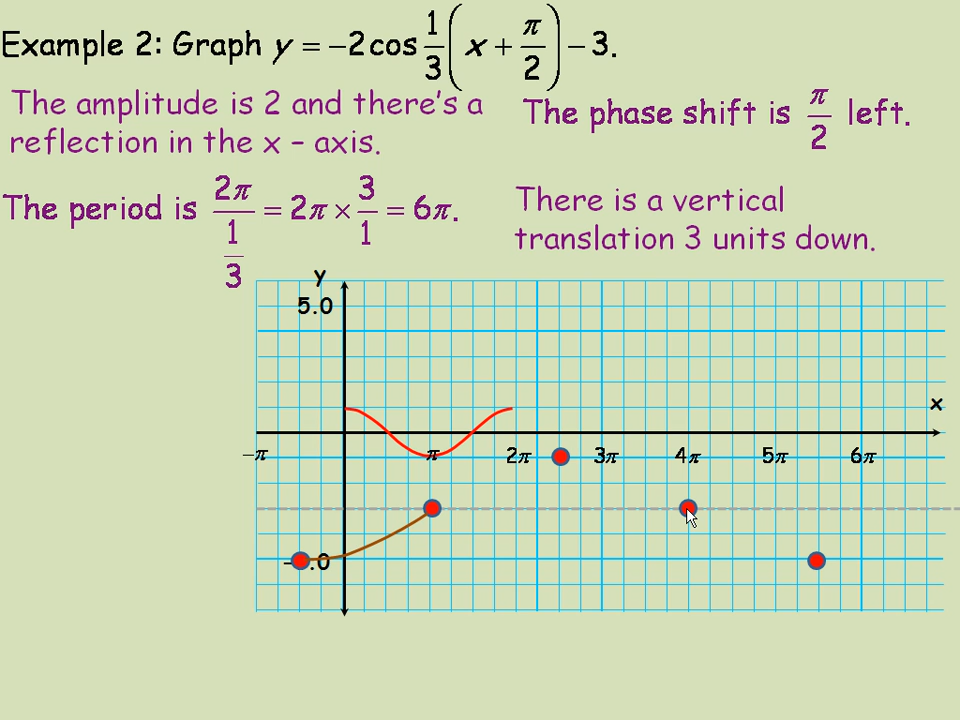 Example 2: Graph y = −2cos 1/3 (x + π/2) − 3.
The amplitude is 2 and there's a
reflection in the x – axis.
The phase shift is π/2 left.
The period is 2π/(1/3) = 2π × 3/1 = 6π.
There is a vertical
translation 3 units down.
y
5.0
x
−π π 2π 3π 4π 5π 6π
.0